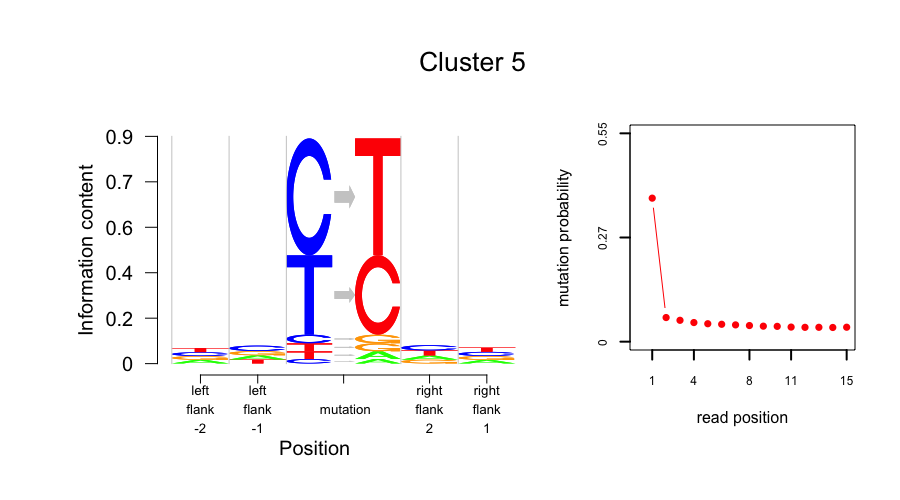 Cluster 5
Information content
0.9
0.7
0.6
0.4
0.2
0
C T
T C
left flank -2
left flank -1
mutation
right flank 2
right flank 1
Position
mutation probability
0.55
0.27
0
1 4 8 11 15
read position